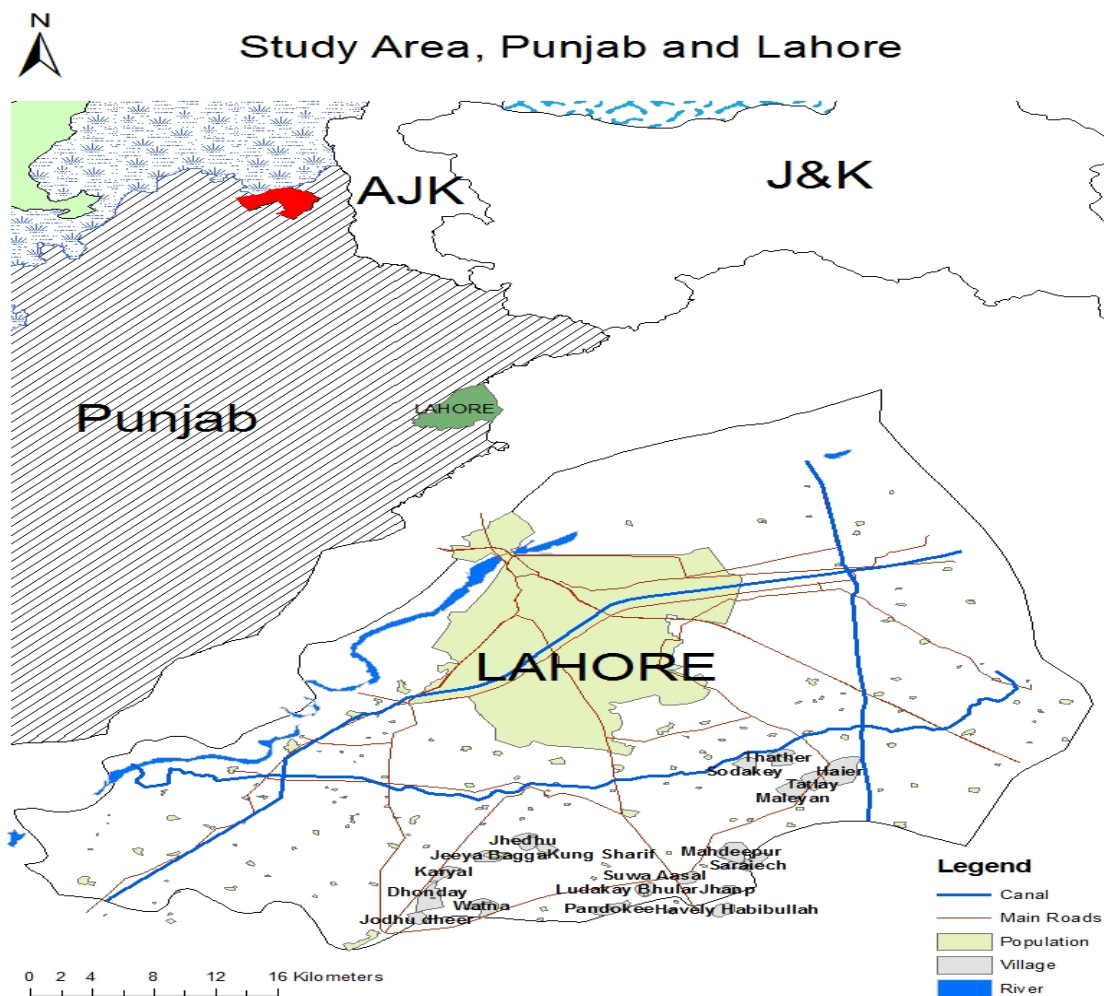 N
Study Area, Punjab and Lahore
AJK
J&K
Punjab
LAHORE
LAHORE
Thather
Sodakey
Haier
Tatlay
Maleyan
Jhedhu
Jeeya Bagga
Kung Sharif
Mahdeepur
Saraiech
Karyal
Suwa Aasal
Dhonday
Ludakay Bhular
Jhanp
Watna
Pandokee
Havely Habibullah
Jodhu dheer
Legend
Canal
Main Roads
Population
Village
River
0 2 4 8 12 16 Kilometers